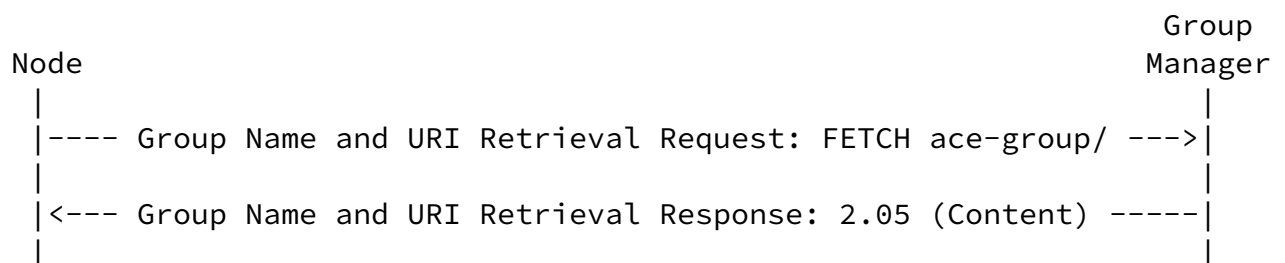 Group
Node                                                          Manager
 |                                                               |
 |---- Group Name and URI Retrieval Request: FETCH ace-group/ --->|
 |                                                               |
 |<--- Group Name and URI Retrieval Response: 2.05 (Content) -----|
 |                                                               |